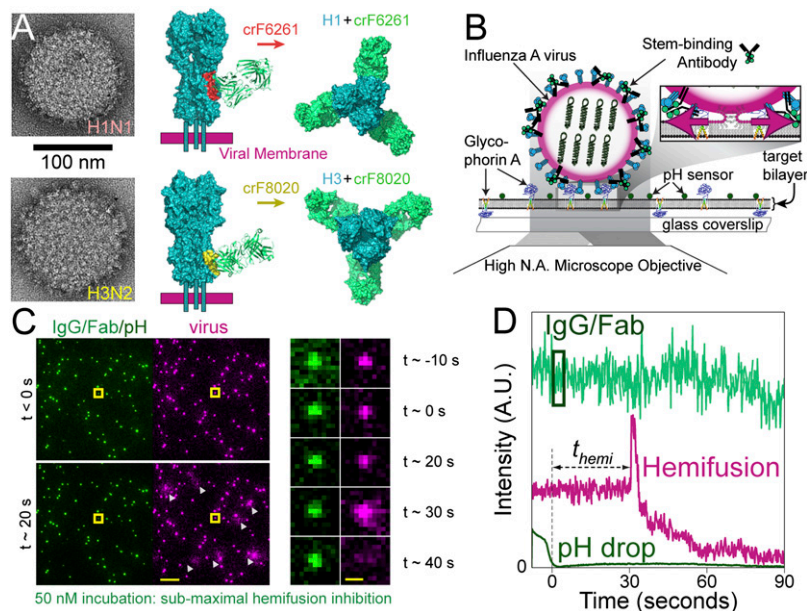 A
H1N1
100 nm
H3N2
crF6261
H1+crF6261
Viral Membrane
crF8020
H3+crF8020
B
Influenza A virus
Stem-binding
Antibody
Glyco-
phorin A
pH sensor
target
bilayer
glass coverslip
High N.A. Microscope Objective
C
IgG/Fab/pH
virus
t < 0 s
t ~ 20 s
t ~ -10 s
t ~ 0 s
t ~ 20 s
t ~ 30 s
t ~ 40 s
50 nM incubation: sub-maximal hemifusion inhibition
D
IgG/Fab
Intensity (A.U.)
t hemi
Hemifusion
pH drop
0
0
30
60
90
Time (seconds)